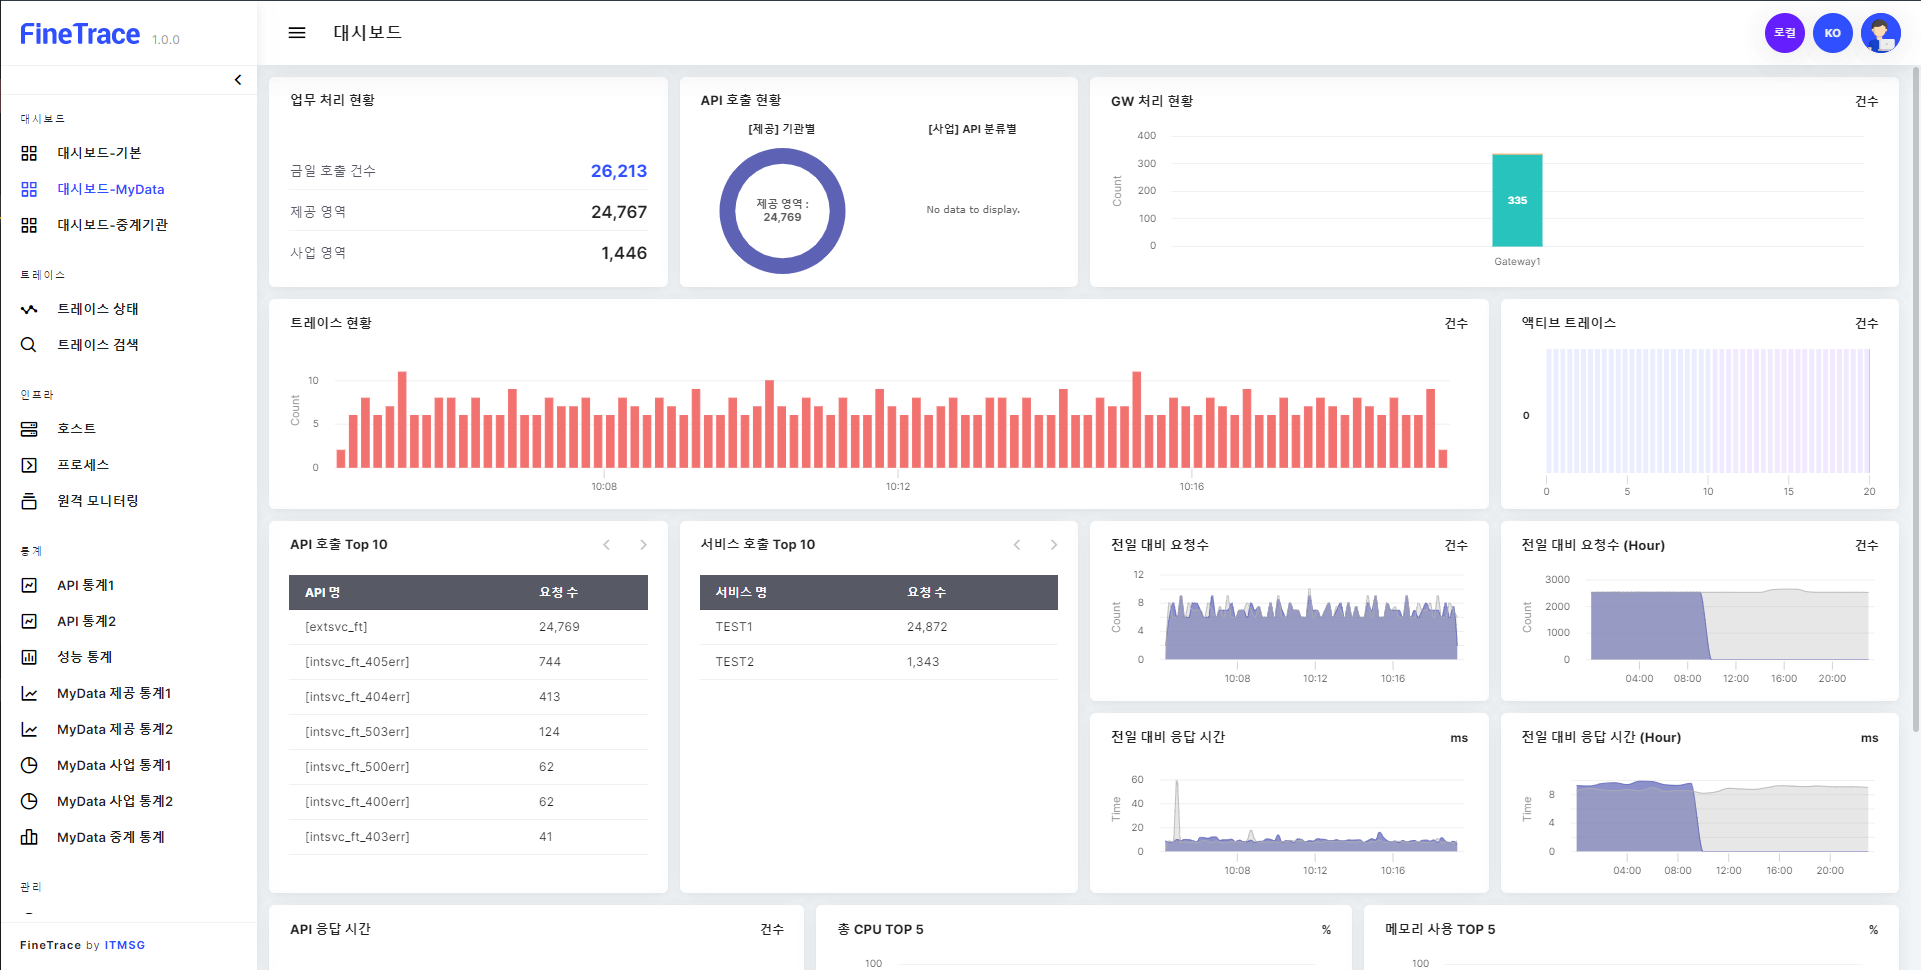 FineTrace 1.0.0
대시보드
대시보드-기본
대시보드-MyData
대시보드-중계기관
트레이스
트레이스 상태
트레이스 검색
인프라
호스트
프로세스
원격 모니터링
통계
API 통계1
API 통계2
성능 통계
MyData 제공 통계1
MyData 제공 통계2
MyData 사업 통계1
MyData 사업 통계2
MyData 중계 통계
관리
FineTrace by ITMSG
대시보드
로컬
KO
업무 처리 현황
금일 호출 건수 26,213
제공 영역 24,767
사업 영역 1,446
API 호출 현황
[제공] 기관별
제공 영역 :
24,769
[사업] API 분류별
No data to display.
GW 처리 현황 건수
Count
400
300
200
100
0
335
Gateway1
트레이스 현황 건수
Count
10
5
0
10:08 10:12 10:16
액티브 트레이스 건수
0
0 5 10 15 20
API 호출 Top 10
API 명 요청 수
[extsvc_ft] 24,769
[intsvc_ft_405err] 744
[intsvc_ft_404err] 413
[intsvc_ft_503err] 124
[intsvc_ft_500err] 62
[intsvc_ft_400err] 62
[intsvc_ft_403err] 41
서비스 호출 Top 10
서비스 명 요청 수
TEST1 24,872
TEST2 1,343
전일 대비 요청수 건수
Count
12
8
4
0
10:08 10:12 10:16
전일 대비 요청수 (Hour) 건수
Count
3000
2000
1000
0
04:00 08:00 12:00 16:00 20:00
전일 대비 응답 시간 ms
Time
60
40
20
0
10:08 10:12 10:16
전일 대비 응답 시간 (Hour) ms
Time
8
4
0
04:00 08:00 12:00 16:00 20:00
API 응답 시간 건수
총 CPU TOP 5 %
100
메모리 사용 TOP 5 %
100